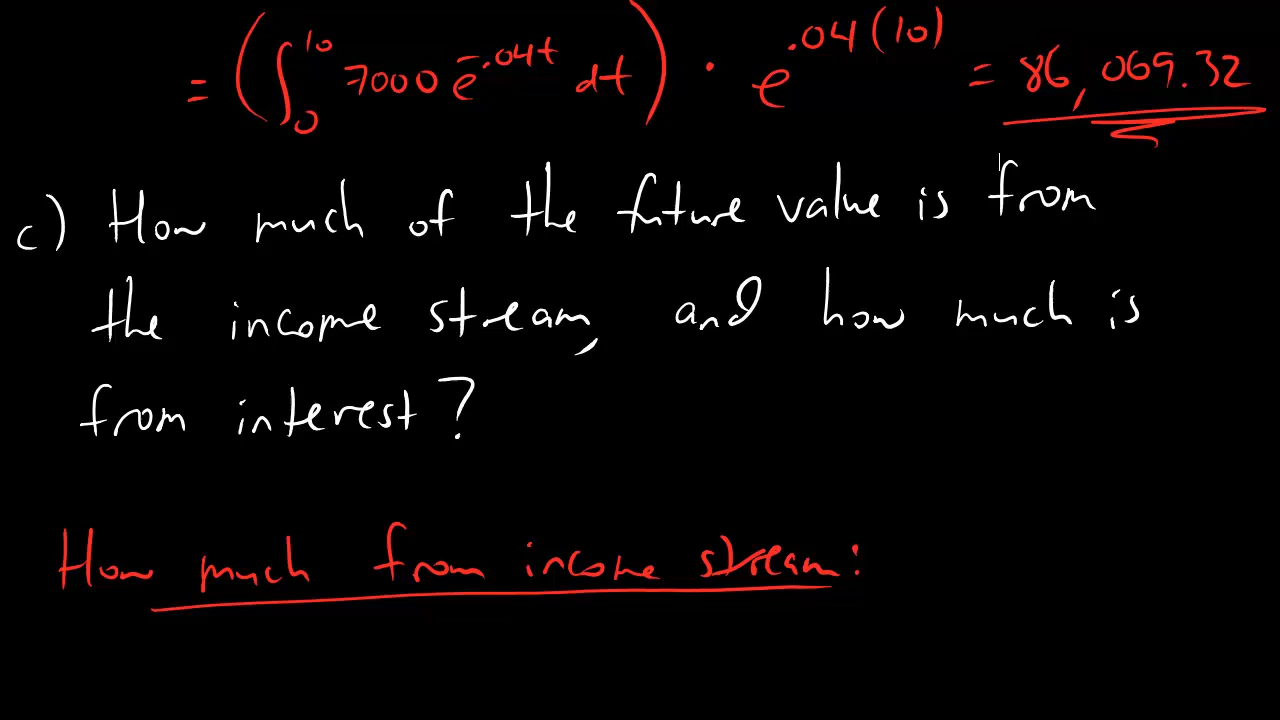 = (∫₀¹⁰ 7000 e^{-.04t} dt) · e^{.04(10)} = 86,069.32
c) How much of the future value is from
the income stream, and how much is
from interest?
How much from income stream: